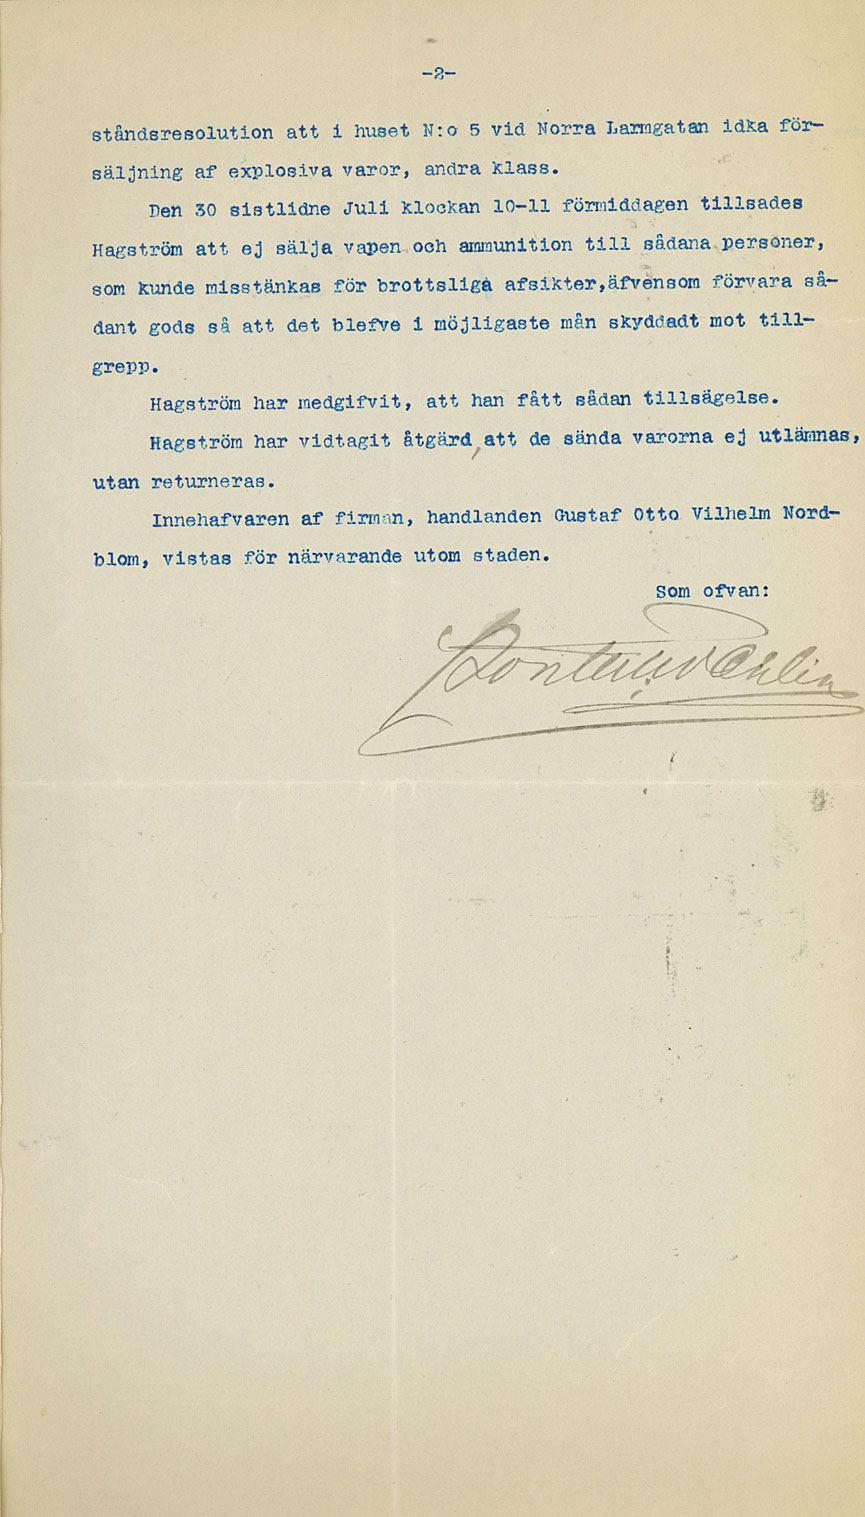 -2-
ståndsresolution att i huset N:o 5 vid Norra Larmgatan idka för-
säljning af explosiva varor, andra klass.
Den 30 sistlidne Juli klockan 10-11 förmiddagen tillsades
Hagström att ej sälja vapen och ammunition till sådana personer,
som kunde misstänkas för brottsliga afsikter,äfvensom förvara så-
dant gods så att det blefve i möjligaste mån skyddadt mot till-
grepp.
Hagström har medgifvit, att han fått sådan tillsägelse.
Hagström har vidtagit åtgärd,att de sända varorna ej utlämnas,
utan returneras.
Innehafvaren af firman, handlanden Gustaf Otto Vilhelm Nord-
blom, vistas för närvarande utom staden.
Som ofvan: